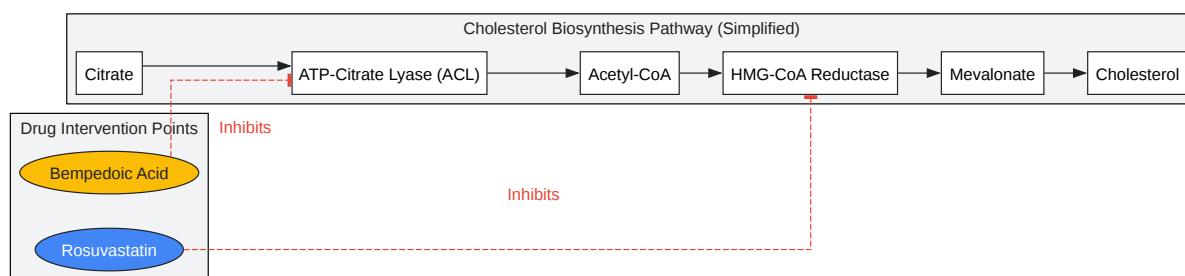 Cholesterol Biosynthesis Pathway (Simplified)
Citrate
ATP-Citrate Lyase (ACL)
Acetyl-CoA
HMG-CoA Reductase
Mevalonate
Cholesterol
Drug Intervention Points
Inhibits
Bempedoic Acid
Inhibits
Rosuvastatin